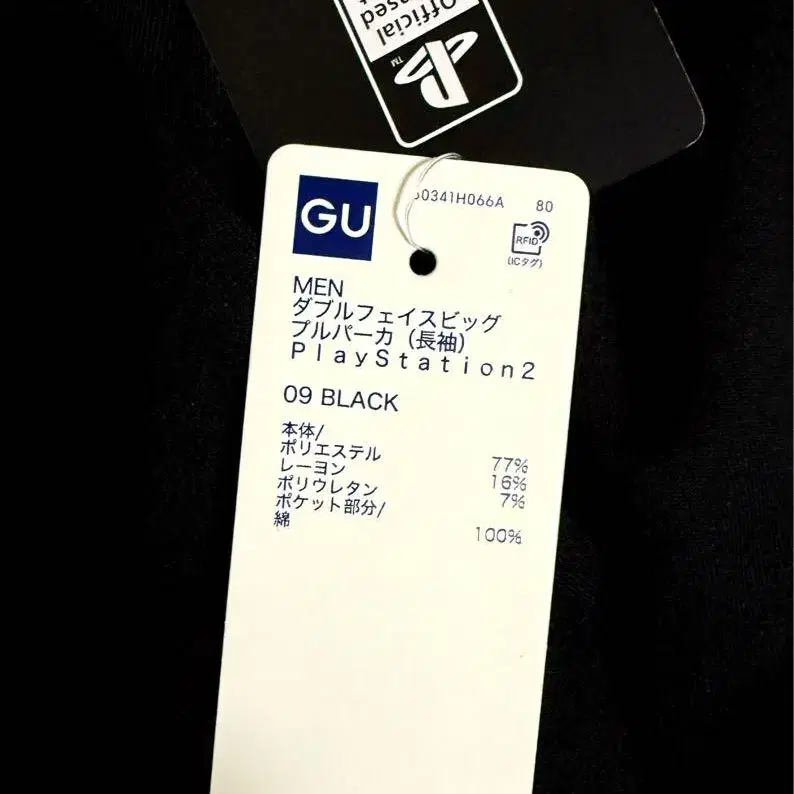 Official
GU
60341H066A 80
RFID
(ICタグ)
MEN
ダブルフェイスビッグ
プルパーカ（長袖）
PlayStation2
09 BLACK
本体/
ポリエステル 77%
レーヨン 16%
ポリウレタン 7%
ポケット部分/
綿 100%